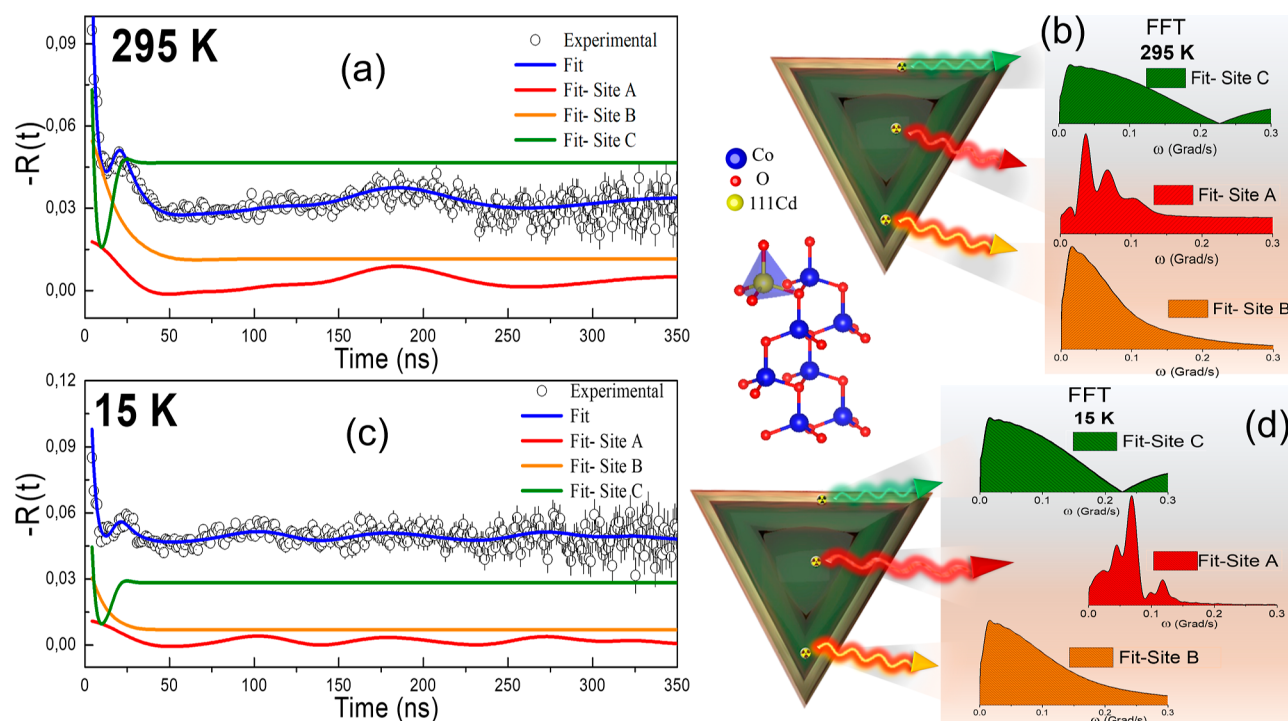 0,09
0,06
0,03
0,00
-R(t)
295 K
(a)
Experimental
Fit
Fit- Site A
Fit- Site B
Fit- Site C
0 50 100 150 200 250 300 350
Time (ns)
Co
O
111Cd
(b)
FFT
295 K
Fit- Site C
0.0 0.1 0.2 0.3
ω (Grad/s)
Fit- Site A
0.0 0.1 0.2 0.3
ω (Grad/s)
Fit- Site B
0.0 0.1 0.2 0.3
ω (Grad/s)
0,12
0,09
0,06
0,03
0,00
-R(t)
15 K
(c)
Experimental
Fit
Fit- Site A
Fit- Site B
Fit- Site C
0 50 100 150 200 250 300 350
Time (ns)
(d)
FFT
15 K
Fit-Site C
0.0 0.1 0.2 0.3
ω (Grad/s)
Fit-Site A
0.0 0.1 0.2 0.3
ω (Grad/s)
Fit-Site B
0.0 0.1 0.2 0.3
ω (Grad/s)